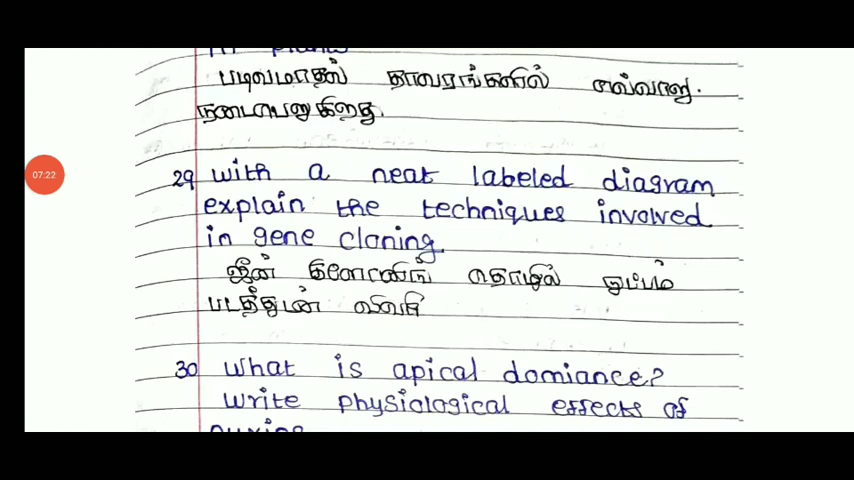 படிவமாதல் தாவரங்களில் எவ்வாறு
நடைபெறுகிறது.
07:22
29 with a neat labeled diagram
explain the techniques involved
in gene cloning.
ஜீன் குளோனிங் தொழில் நுட்பம்
படத்துடன் விவரி
30 What is apical domiance?
Write physiological effects of